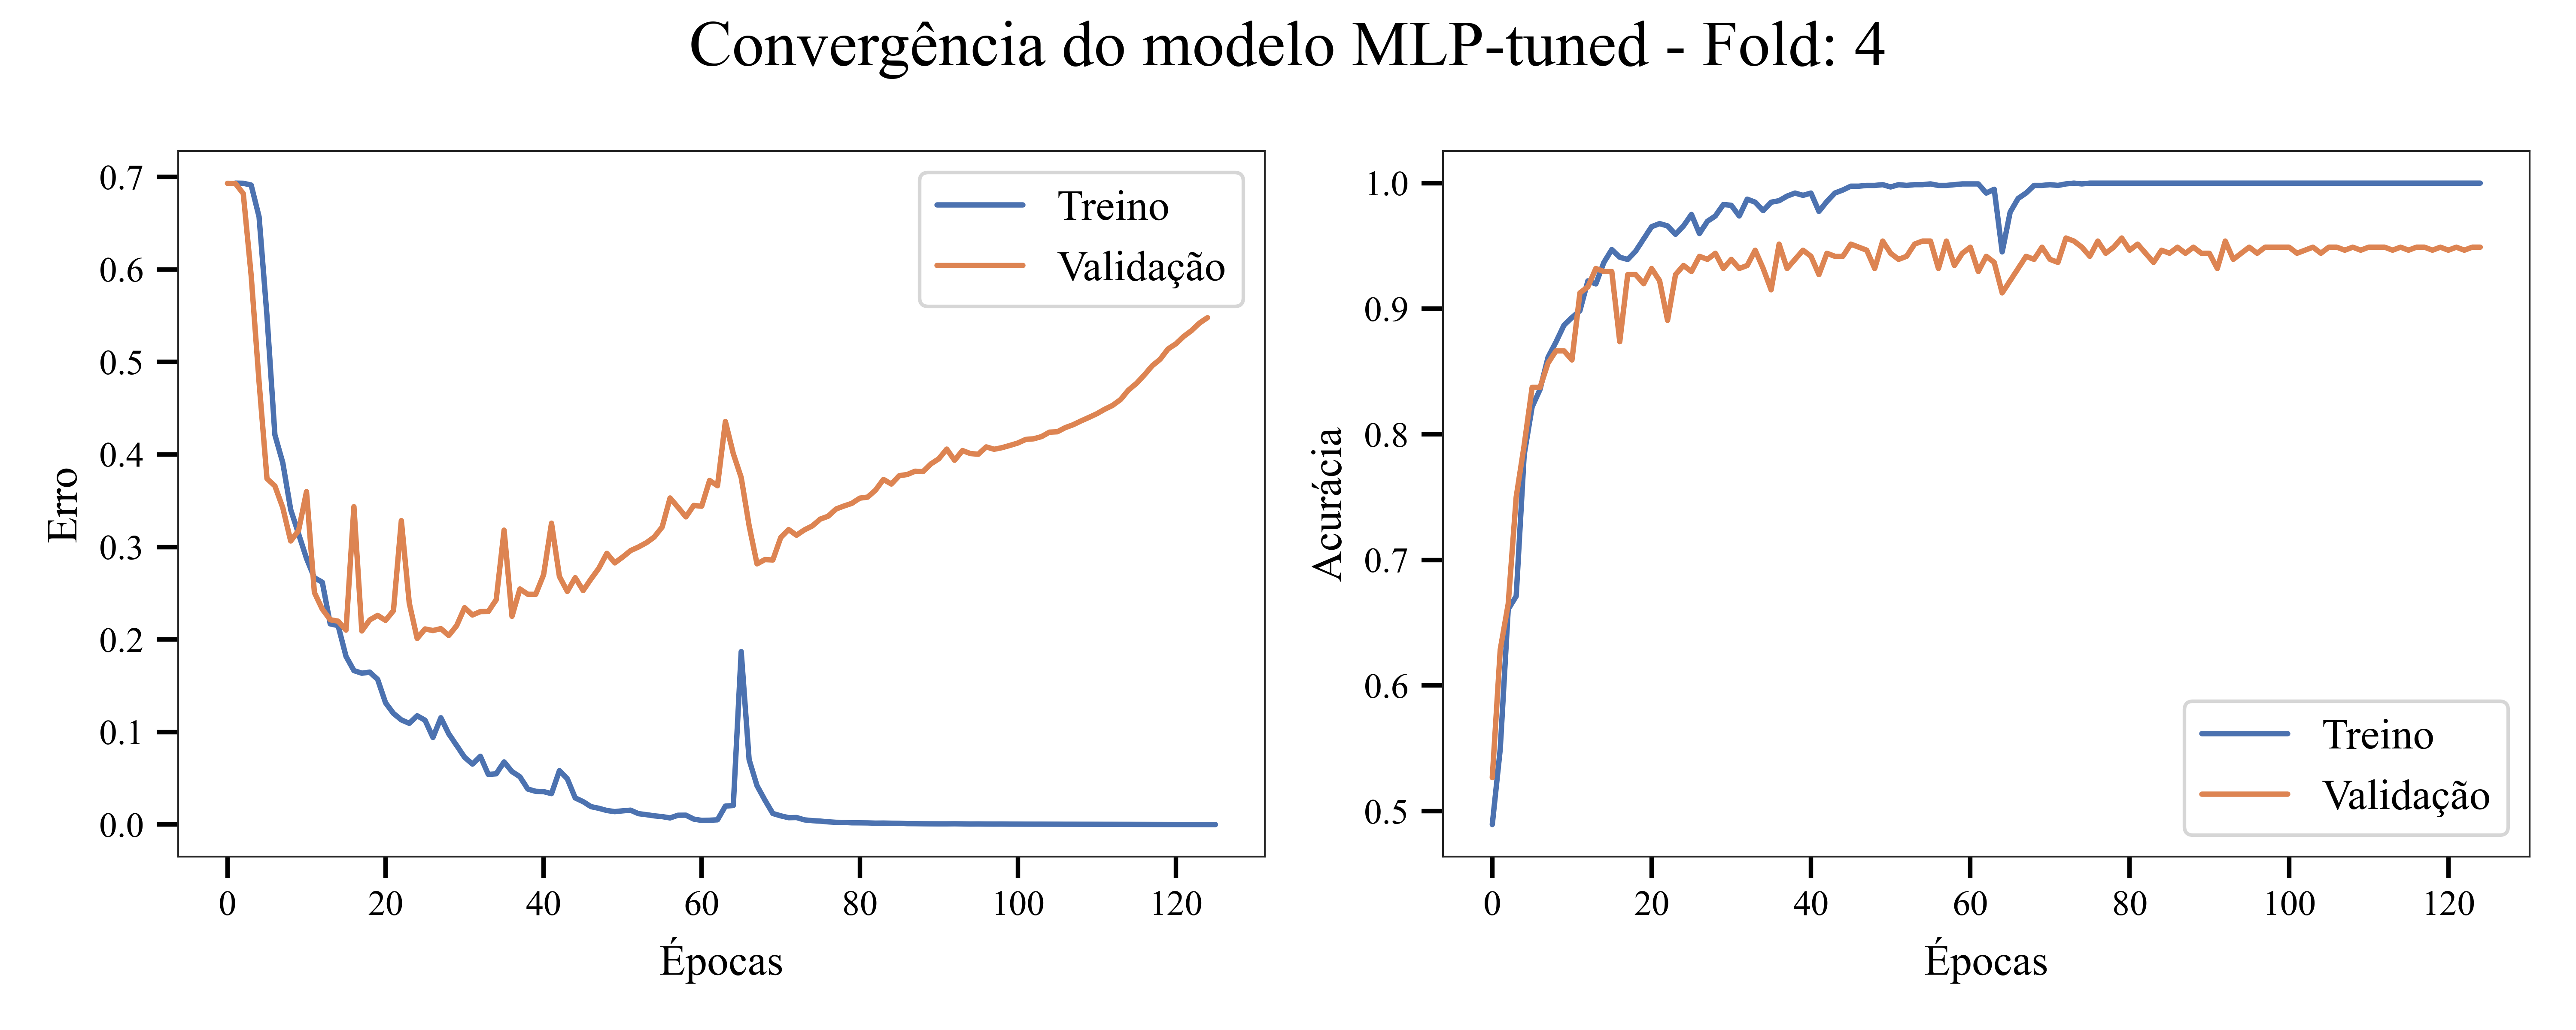 Convergência do modelo MLP-tuned - Fold: 4
0.7
0.6
0.5
0.4
0.3
0.2
0.1
0.0
Erro
Treino
Validação
0 20 40 60 80 100 120
Épocas
1.0
0.9
0.8
0.7
0.6
0.5
Acurácia
Treino
Validação
0 20 40 60 80 100 120
Épocas